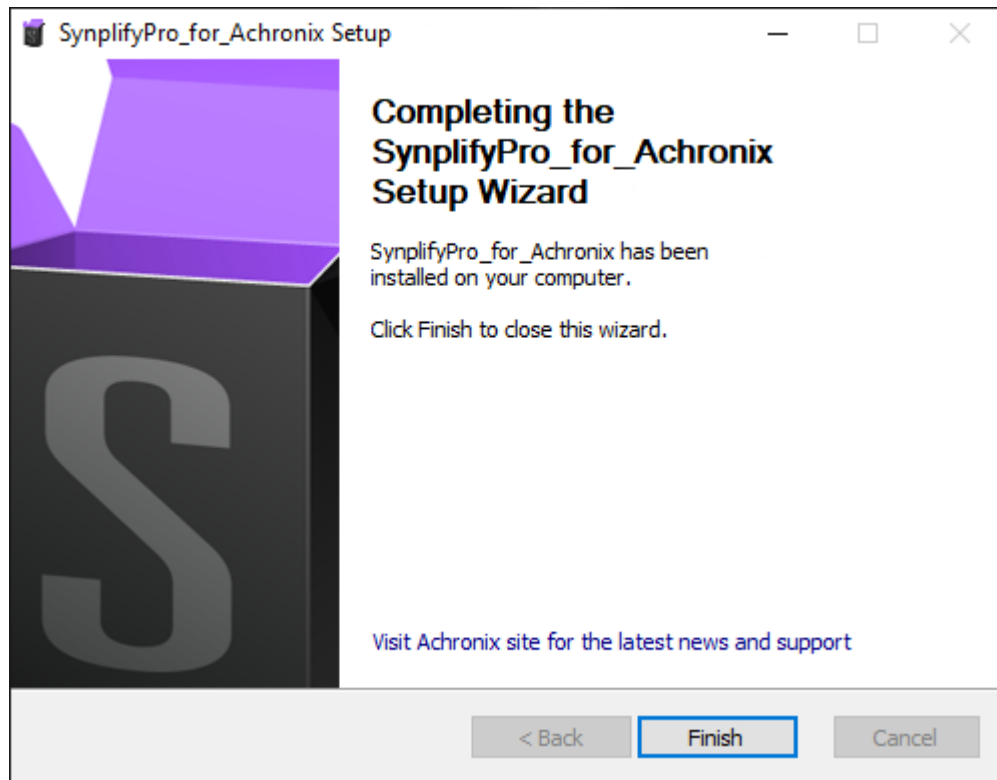 SynplifyPro_for_Achronix Setup
Completing the
SynplifyPro_for_Achronix
Setup Wizard
SynplifyPro_for_Achronix has been
installed on your computer.
Click Finish to close this wizard.
S
Visit Achronix site for the latest news and support
< Back
Finish
Cancel